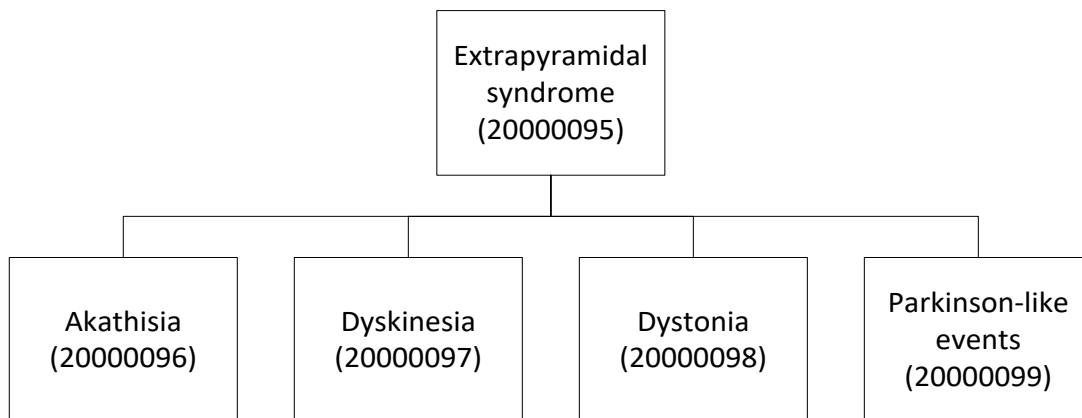 Extrapyramidal
syndrome
(20000095)
Akathisia
(20000096)
Dyskinesia
(20000097)
Dystonia
(20000098)
Parkinson-like
events
(20000099)